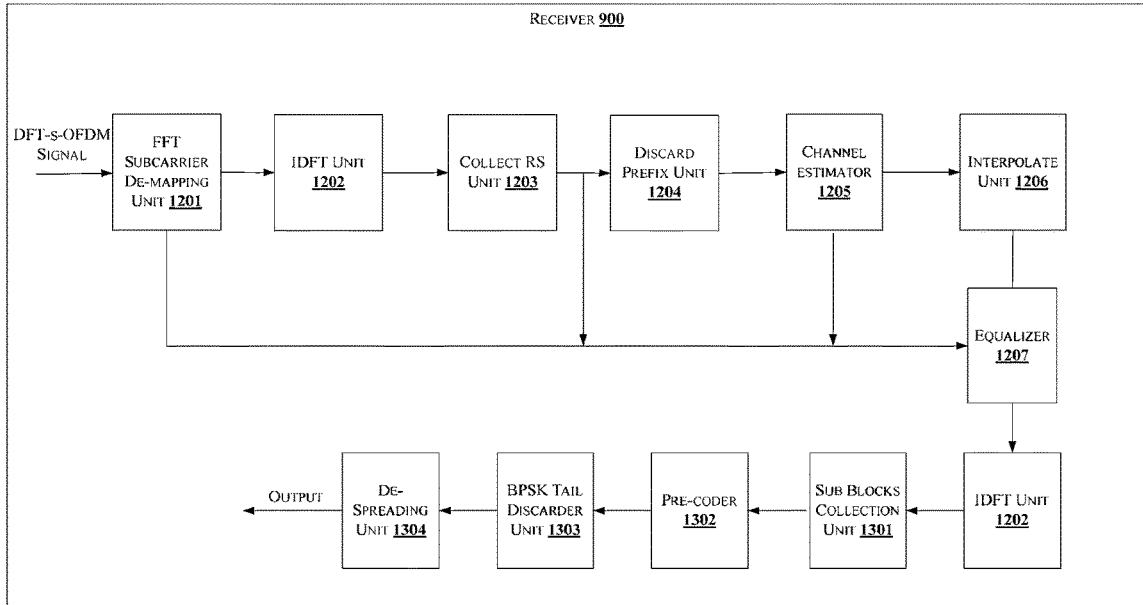 RECEIVER 900
DFT-S-OFDM
SIGNAL
FFT
SUBCARRIER
DE-MAPPING
UNIT 1201
IDFT UNIT
1202
COLLECT RS
UNIT 1203
DISCARD
PREFIX UNIT
1204
CHANNEL
ESTIMATOR
1205
INTERPOLATE
UNIT 1206
EQUALIZER
1207
OUTPUT
DE-
SPREADING
UNIT 1304
BPSK TAIL
DISCARDER
UNIT 1303
PRE-CODER
1302
SUB BLOCKS
COLLECTION
UNIT 1301
IDFT UNIT
1202